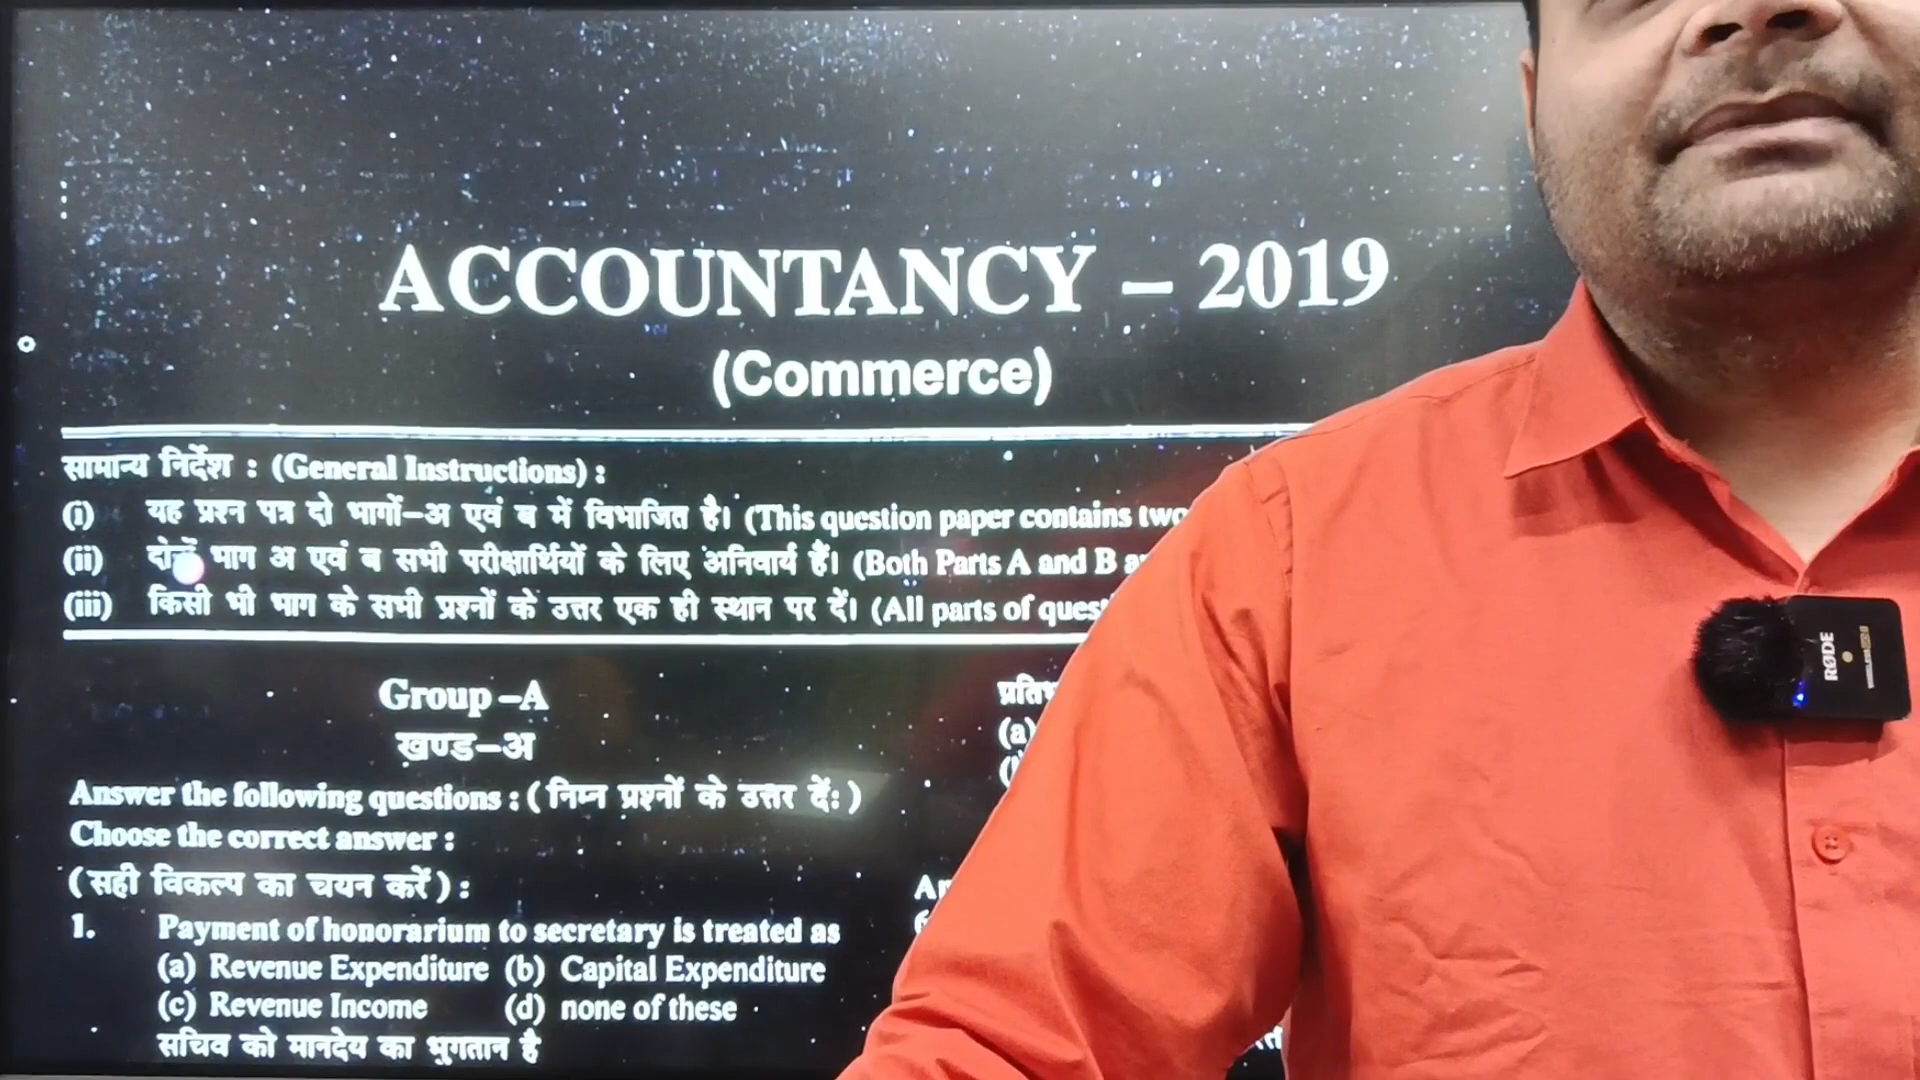 ACCOUNTANCY – 2019
(Commerce)
सामान्य निर्देश : (General Instructions) :
(i) यह प्रश्न पत्र दो भागों–अ एवं ब में विभाजित है। (This question paper contains two
(ii) भाग अ एवं ब सभी परीक्षार्थियों के लिए अनिवार्य हैं। (Both Parts A and B
(iii) किसी भी भाग के सभी प्रश्नों के उत्तर एक ही स्थान पर दें। (All parts of
Group –A
खण्ड–अ
Answer the following questions : ( निम्न प्रश्नों के उत्तर दें: )
Choose the correct answer :
( सही विकल्प का चयन करें ) :
1. Payment of honorarium to secretary is treated as
(a) Revenue Expenditure (b) Capital Expenditure
(c) Revenue Income (d) none of these
सचिव को मानदेय का भुगतान है
(a)
RØDE